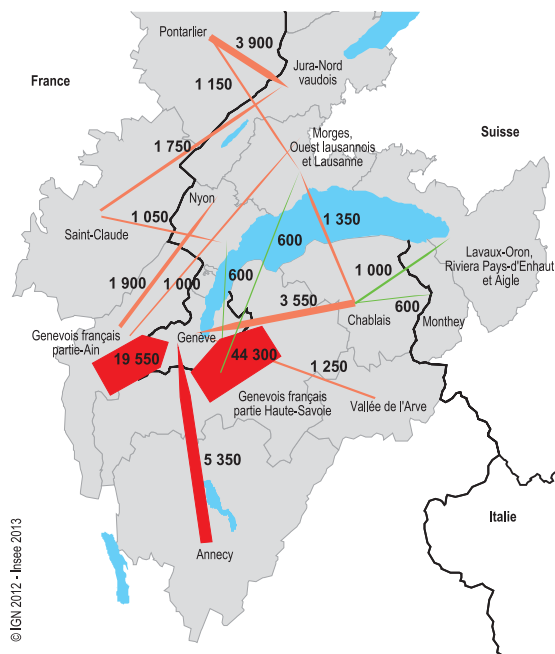 Pontarlier
3 900
France
1 150
Jura-Nord
vaudois
Morges,
Ouest lausannois
et Lausanne
Suisse
1 750
Nyon
1 050
Saint-Claude
600
1 350
Lavaux-Oron,
Riviera Pays-d'Enhaut
et Aigle
1 900
1 000
600
1 000
3 550
600
Chablais
Monthey
Genevois français
partie-Ain
Genève
19 550
44 300
1 250
Genevois français
partie Haute-Savoie
Vallée de l'Arve
5 350
Italie
Annecy
© IGN 2012 - Insee 2013